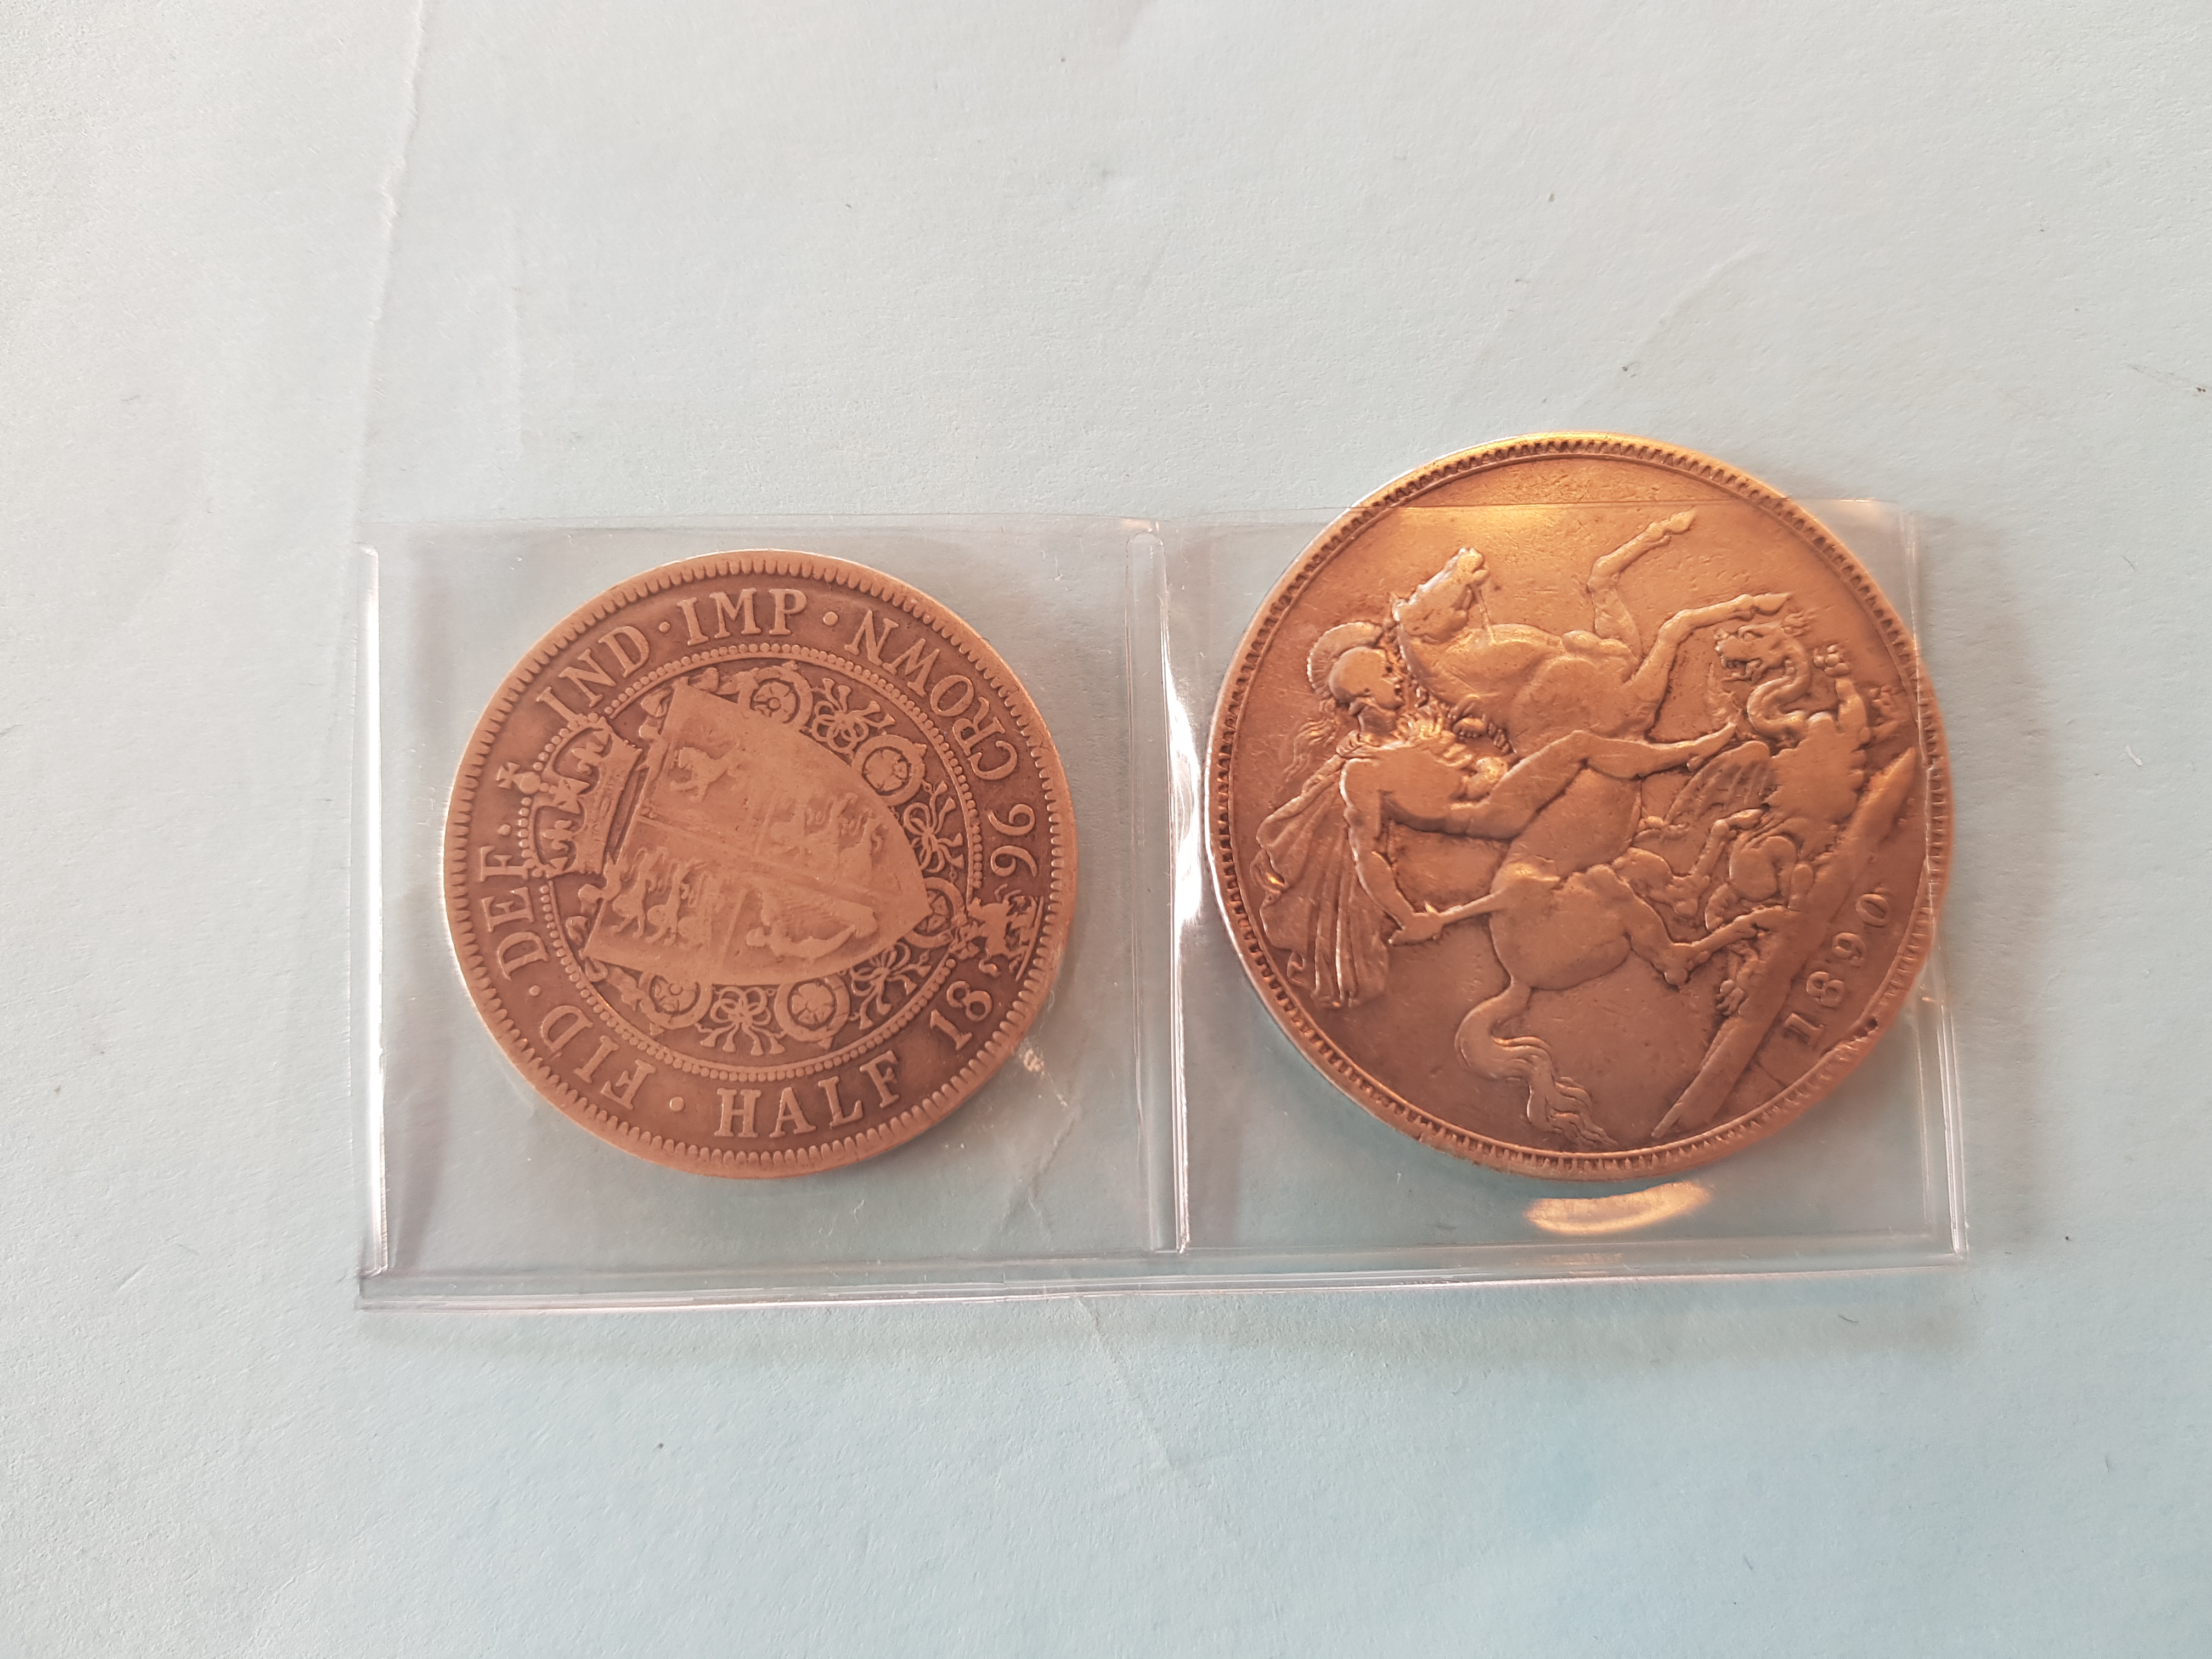 FID · DEF · IND · IMP ·
HALF 18 96 CROWN ·
1890